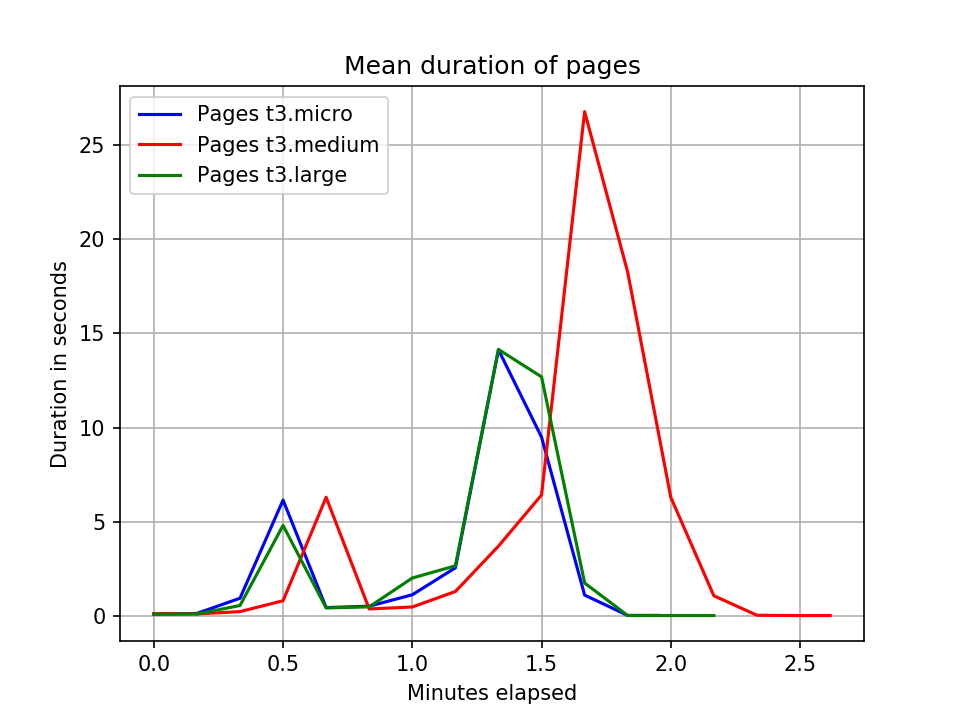 Mean duration of pages
Pages t3.micro
Pages t3.medium
Pages t3.large
Duration in seconds
25
20
15
10
5
0
0.0 0.5 1.0 1.5 2.0 2.5
Minutes elapsed